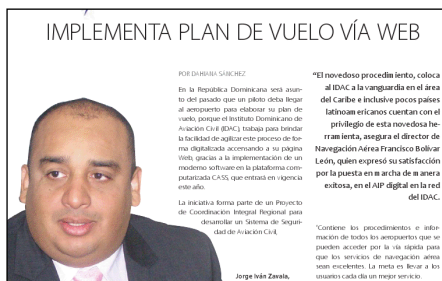 IMPLEMENTA PLAN DE VUELO VÍA WEB
POR DAHIANA SÁNCHEZ
En la República Dominicana será asun-
to del pasado que un piloto deba llegar
al aeropuerto para elaborar su plan de
vuelo, porque el Instituto Dominicano de
Aviación Civil (IDAC), trabaja para brindar
la facilidad de agilizar este proceso de for-
ma digitalizada accensando a su página
Web, gracias a la implementación de un
moderno software en la plataforma com-
putarizada CASS, que entrará en vigencia
este año.
La iniciativa forma parte de un Proyecto
de Coordinación Integral Regional para
desarrollar un Sistema de Seguri-
dad de Aviación Civil,
Jorge Iván Zavala,
"El novedoso procedimiento, coloca
al IDAC a la vanguardia en el área
del Caribe e inclusive pocos países
latinoamericanos cuentan con el
privilegio de esta novedosa he-
rramienta, asegura el director de
Navegación Aérea Francisco Bolívar
León, quien expresó su satisfacción
por la puesta en marcha de manera
exitosa, en el AIP digital en la red
del IDAC.
"Contiene los procedimientos e infor-
mación de todos los aeropuertos que se
pueden acceder por la vía rápida para
que los servicios de navegación aérea
sean excelentes. La meta es llevar a los
usuarios cada día un mejor servicio.